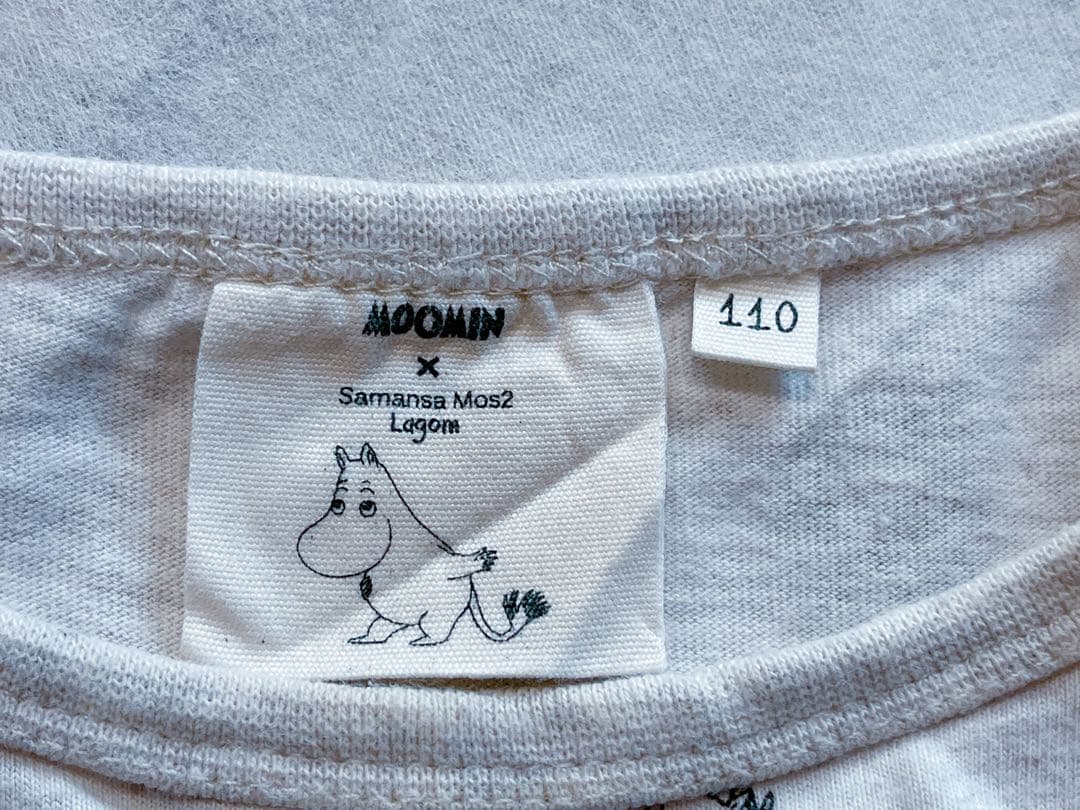 MOOMIN
×
Samansa Mos2
Lagom
110